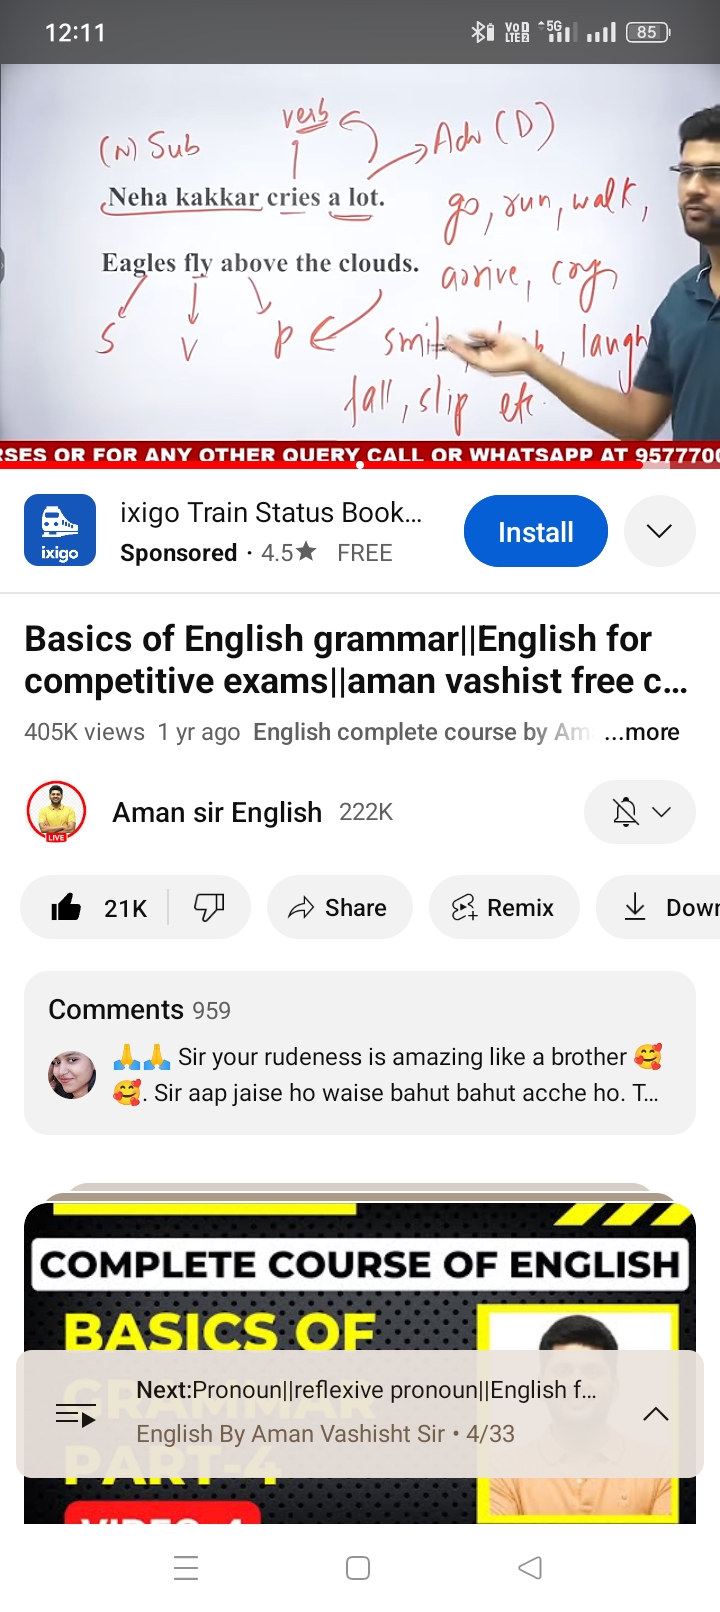 12:11
VoD
LTE2
5G
85
verb
(N) Sub
Adv (D)
Neha kakkar cries a lot.
go, run, walk,
Eagles fly above the clouds.
arrive, cry
S
V
P
smile
, laugh
fall, slip etc.
RSES OR FOR ANY OTHER QUERY CALL OR WHATSAPP AT 957770
ixigo
ixigo Train Status Book...
Sponsored · 4.5★ FREE
Install
Basics of English grammar||English for
competitive exams||aman vashist free c...
405K views 1 yr ago English complete course by Am ...more
LIVE
Aman sir English 222K
21K
Share
Remix
Down
Comments 959
🙏🙏 Sir your rudeness is amazing like a brother 🥰
🥰. Sir aap jaise ho waise bahut bahut acche ho. T...
COMPLETE COURSE OF ENGLISH
BASICS OF
GRAMMAR
PART-4
VIDEO-4
Next:Pronoun||reflexive pronoun||English f...
English By Aman Vashisht Sir • 4/33